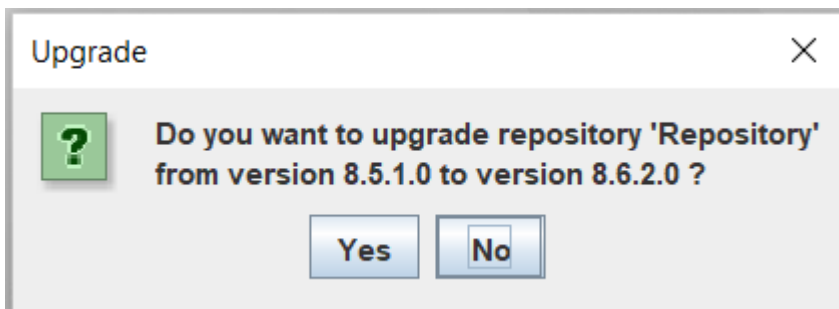 Upgrade
?
Do you want to upgrade repository 'Repository'
from version 8.5.1.0 to version 8.6.2.0 ?
Yes No